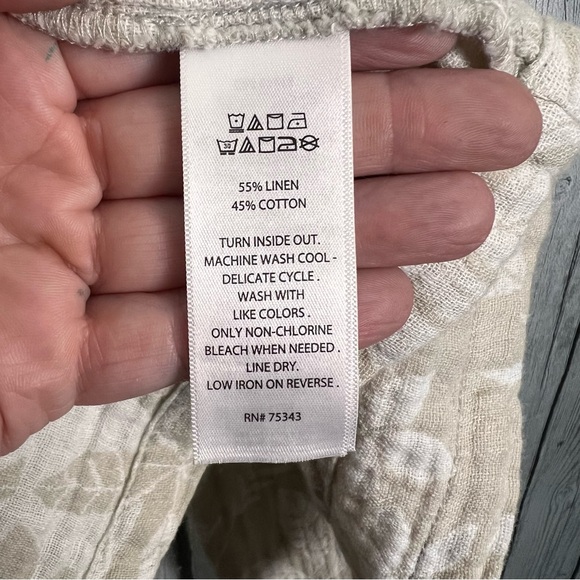 30
55% LINEN
45% COTTON
TURN INSIDE OUT.
MACHINE WASH COOL -
DELICATE CYCLE .
WASH WITH
LIKE COLORS .
ONLY NON-CHLORINE
BLEACH WHEN NEEDED .
LINE DRY.
LOW IRON ON REVERSE .
RN# 75343